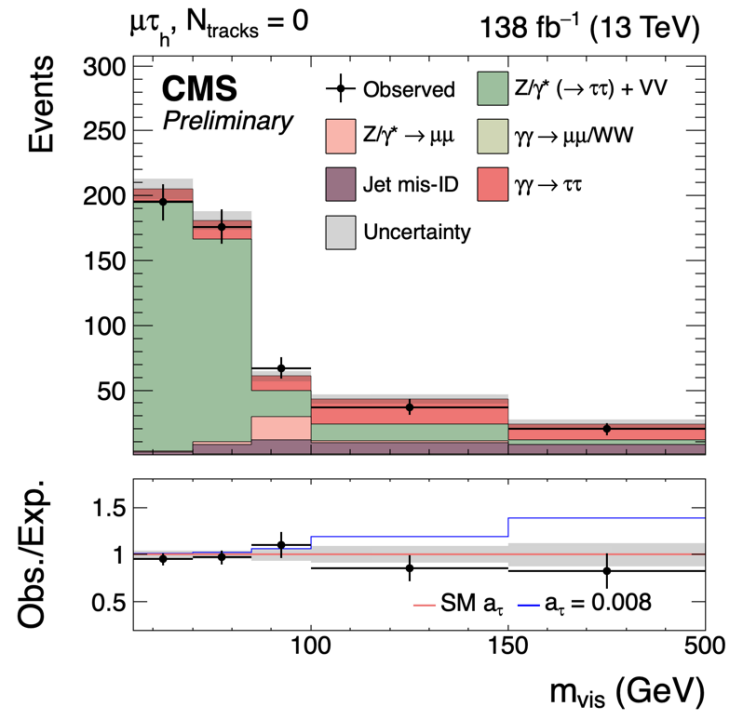 μτh, Ntracks = 0
138 fb⁻¹ (13 TeV)
Events
300
250
200
150
100
50
CMS
Preliminary
Observed
Z/γ* (→ ττ) + VV
Z/γ* → μμ
γγ → μμ/WW
Jet mis-ID
γγ → ττ
Uncertainty
Obs./Exp.
1.5
1
0.5
SM aτ
aτ = 0.008
100
150
500
mvis (GeV)